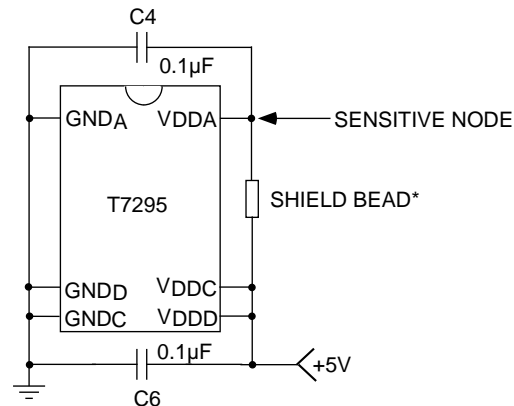 C4
0.1µF
GNDA VDDA
SENSITIVE NODE
SHIELD BEAD*
T7295
GNDD VDDC
GNDC VDDD
0.1µF
+5V
C6